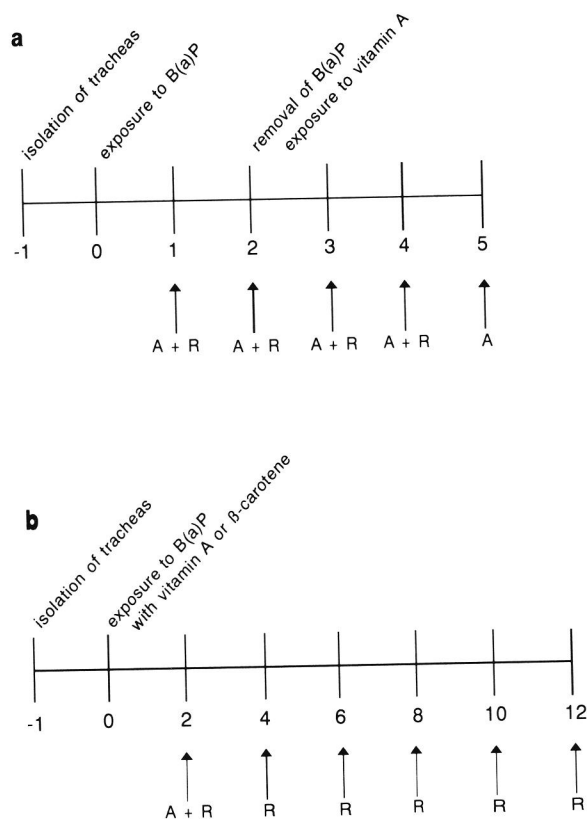 a
isolation of tracheas
exposure to B(a)P
removal of B(a)P
exposure to vitamin A
-1 0 1 2 3 4 5
A + R A + R A + R A + R A
b
isolation of tracheas
exposure to B(a)P
with vitamin A or ß-carotene
-1 0 2 4 6 8 10 12
A + R R R R R R